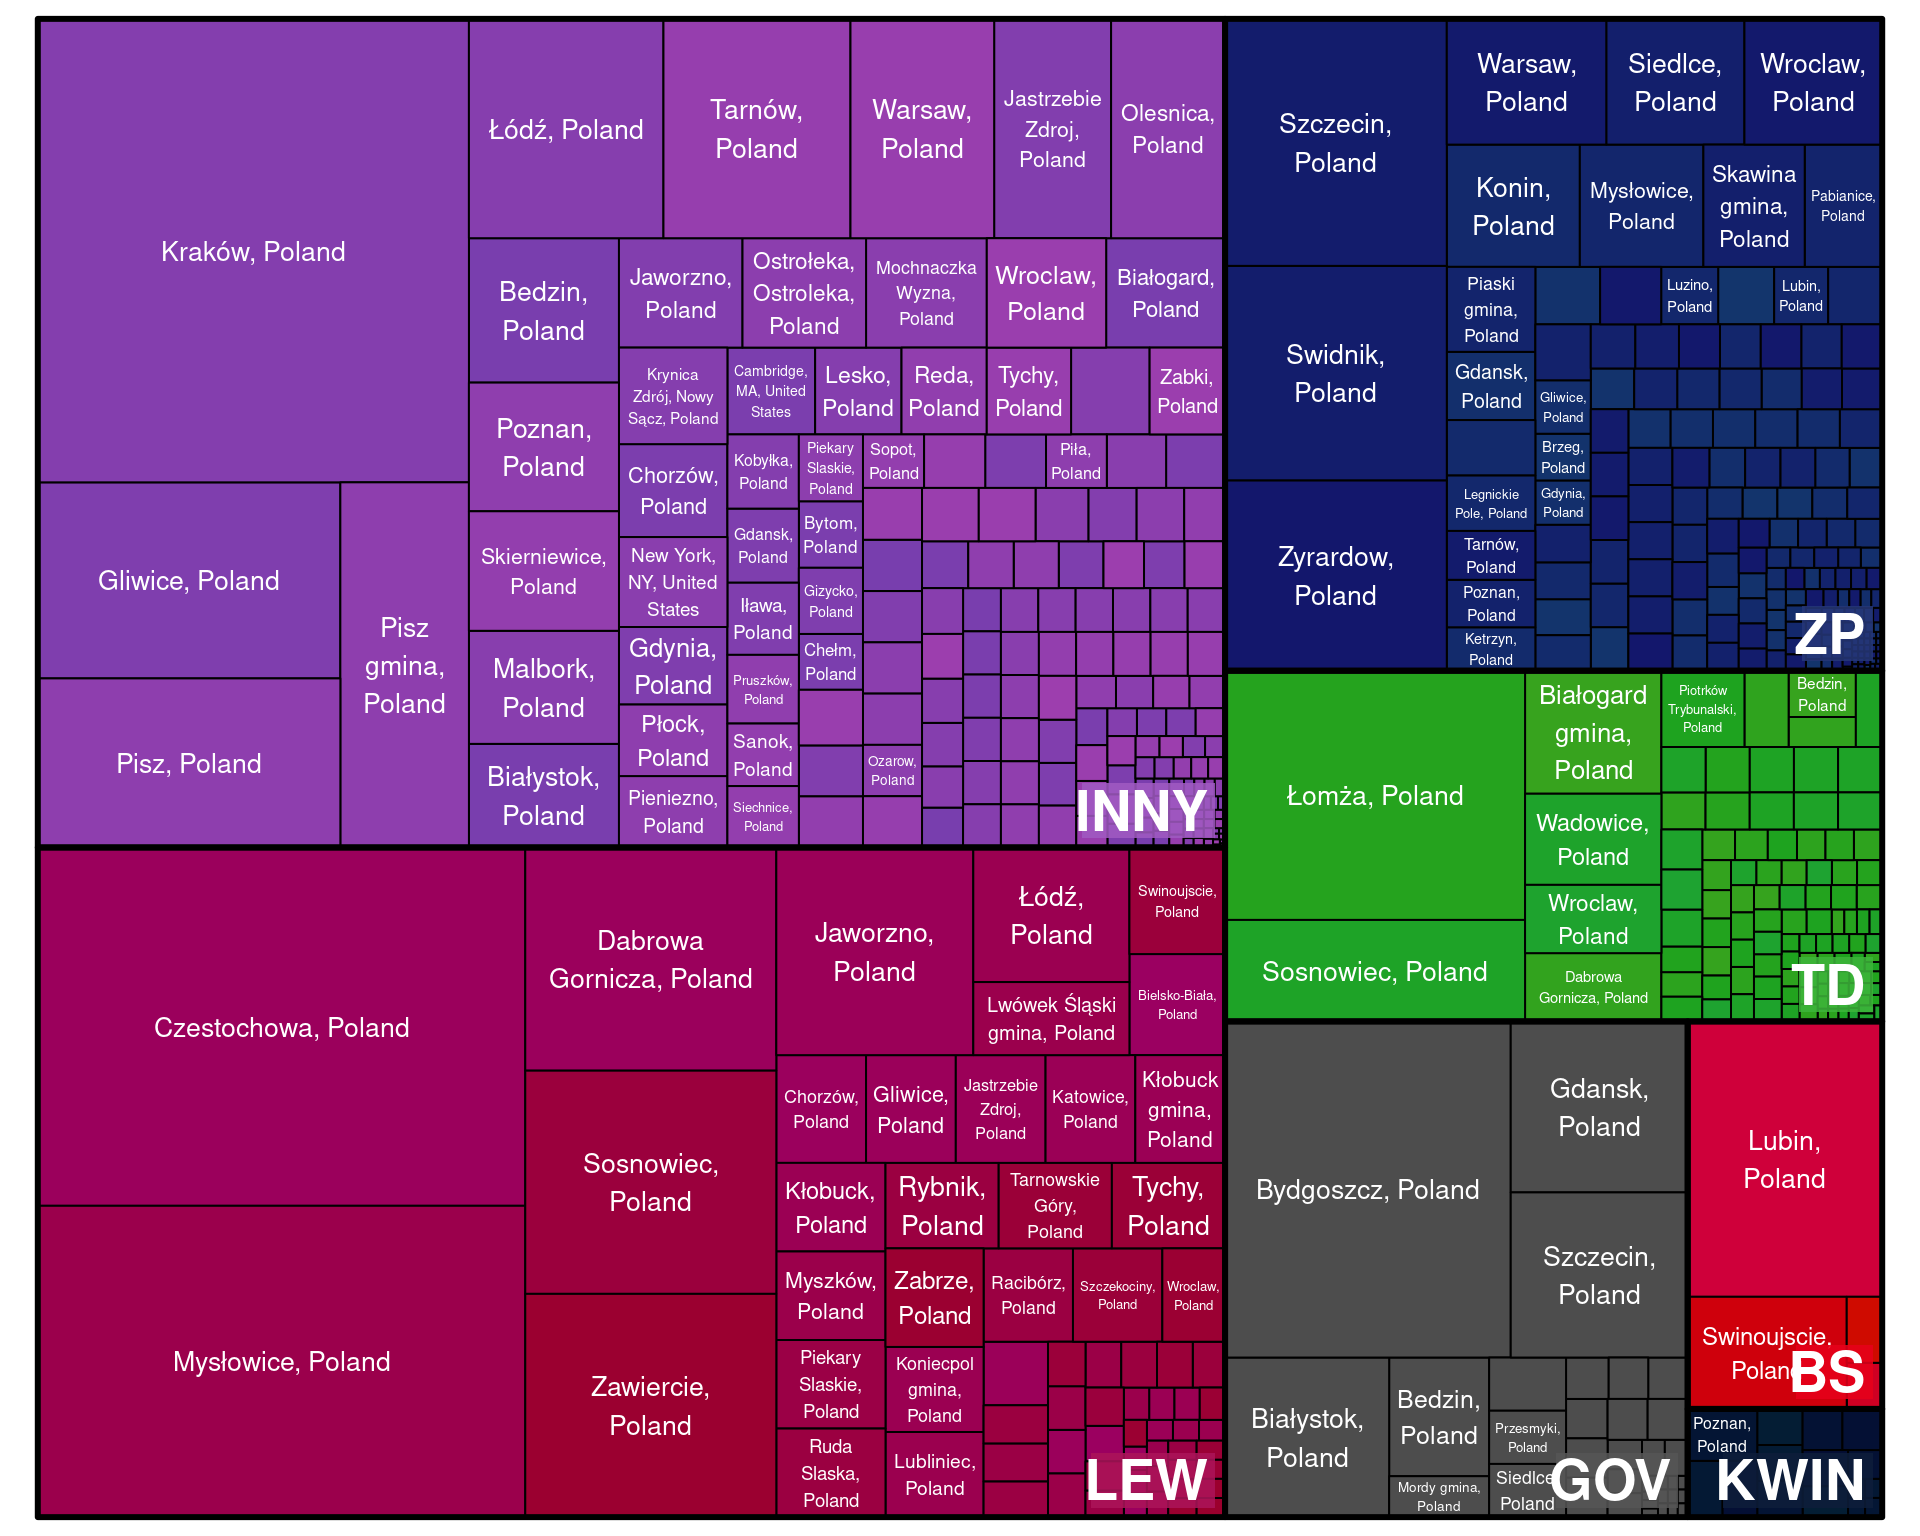 Kraków, Poland
Łódź, Poland
Tarnów,
Poland
Warsaw,
Poland
Jastrzebie
Zdroj,
Poland
Olesnica,
Poland
Bedzin,
Poland
Jaworzno,
Poland
Ostrołeka,
Ostroleka,
Poland
Mochnaczka
Wyzna,
Poland
Wroclaw,
Poland
Białogard,
Poland
Krynica
Zdrój, Nowy
Sącz, Poland
Cambridge,
MA, United
States
Lesko,
Poland
Reda,
Poland
Tychy,
Poland
Zabki,
Poland
Poznan,
Poland
Chorzów,
Poland
Kobyłka,
Poland
Piekary
Slaskie,
Poland
Sopot,
Poland
Piła,
Poland
Gliwice, Poland
Pisz
gmina,
Poland
Pisz, Poland
Skierniewice,
Poland
New York,
NY, United
States
Gdansk,
Poland
Bytom,
Poland
Gizycko,
Poland
Iława,
Poland
Chełm,
Poland
Malbork,
Poland
Gdynia,
Poland
Pruszków,
Poland
Płock,
Poland
Sanok,
Poland
Ozarow,
Poland
Białystok,
Poland
Pieniezno,
Poland
Siechnice,
Poland
INNY
Szczecin,
Poland
Warsaw,
Poland
Siedlce,
Poland
Wroclaw,
Poland
Konin,
Poland
Mysłowice,
Poland
Skawina
gmina,
Poland
Pabianice,
Poland
Swidnik,
Poland
Piaski
gmina,
Poland
Luzino,
Poland
Lubin,
Poland
Gdansk,
Poland
Gliwice,
Poland
Brzeg,
Poland
Zyrardow,
Poland
Legnickie
Pole, Poland
Gdynia,
Poland
Tarnów,
Poland
Poznan,
Poland
Ketrzyn,
Poland
ZP
Łomża, Poland
Białogard
gmina,
Poland
Piotrków
Trybunalski,
Poland
Bedzin,
Poland
Wadowice,
Poland
Wroclaw,
Poland
Sosnowiec, Poland
Dabrowa
Gornicza, Poland
TD
Czestochowa, Poland
Dabrowa
Gornicza, Poland
Jaworzno,
Poland
Łódź,
Poland
Swinoujscie,
Poland
Lwówek Śląski
gmina, Poland
Bielsko-Biała,
Poland
Mysłowice, Poland
Sosnowiec,
Poland
Zawiercie,
Poland
Chorzów,
Poland
Gliwice,
Poland
Jastrzebie
Zdroj,
Poland
Katowice,
Poland
Kłobuck
gmina,
Poland
Kłobuck,
Poland
Rybnik,
Poland
Tarnowskie
Góry,
Poland
Tychy,
Poland
Myszków,
Poland
Zabrze,
Poland
Racibórz,
Poland
Szczekociny,
Poland
Wroclaw,
Poland
Piekary
Slaskie,
Poland
Koniecpol
gmina,
Poland
Ruda
Slaska,
Poland
Lubliniec,
Poland
LEW
Bydgoszcz, Poland
Gdansk,
Poland
Szczecin,
Poland
Białystok,
Poland
Bedzin,
Poland
Przesmyki,
Poland
Mordy gmina,
Poland
Siedlce
Poland
GOV
Lubin,
Poland
Swinoujscie,
Poland
BS
Poznan,
Poland
KWIN